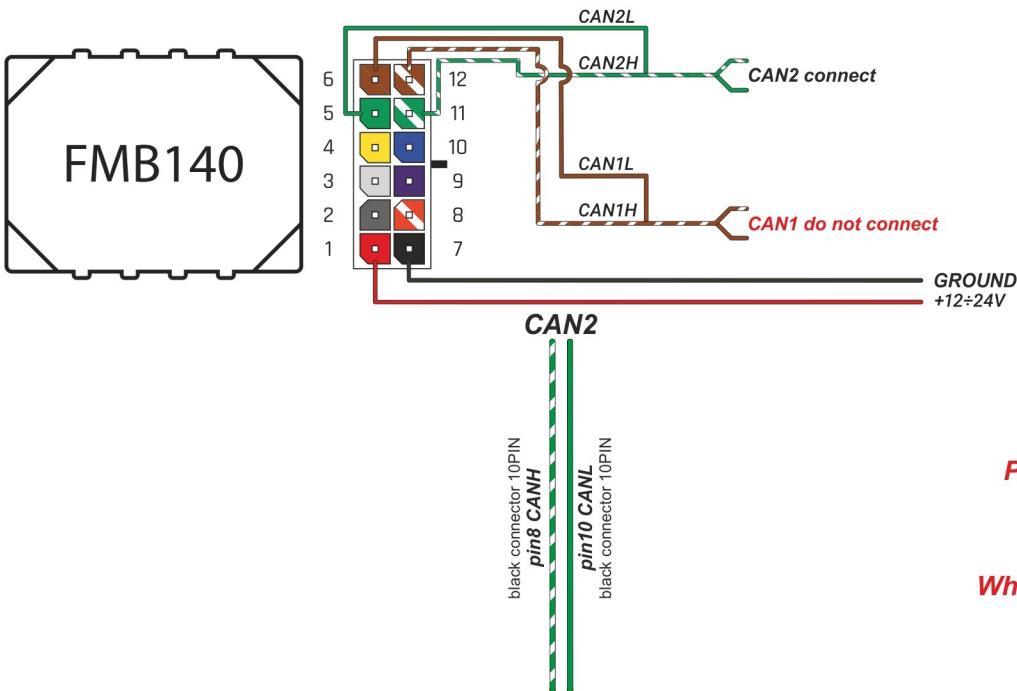 CAN2L
CAN2H
CAN2 connect
6
12
5
11
FMB140
4
10
3
9
2
8
1
7
CAN1L
CAN1H
CAN1 do not connect
GROUND
+12÷24V
CAN2
black connector 10PIN
pin8 CANH
pin10 CANL
black connector 10PIN
P
Wh